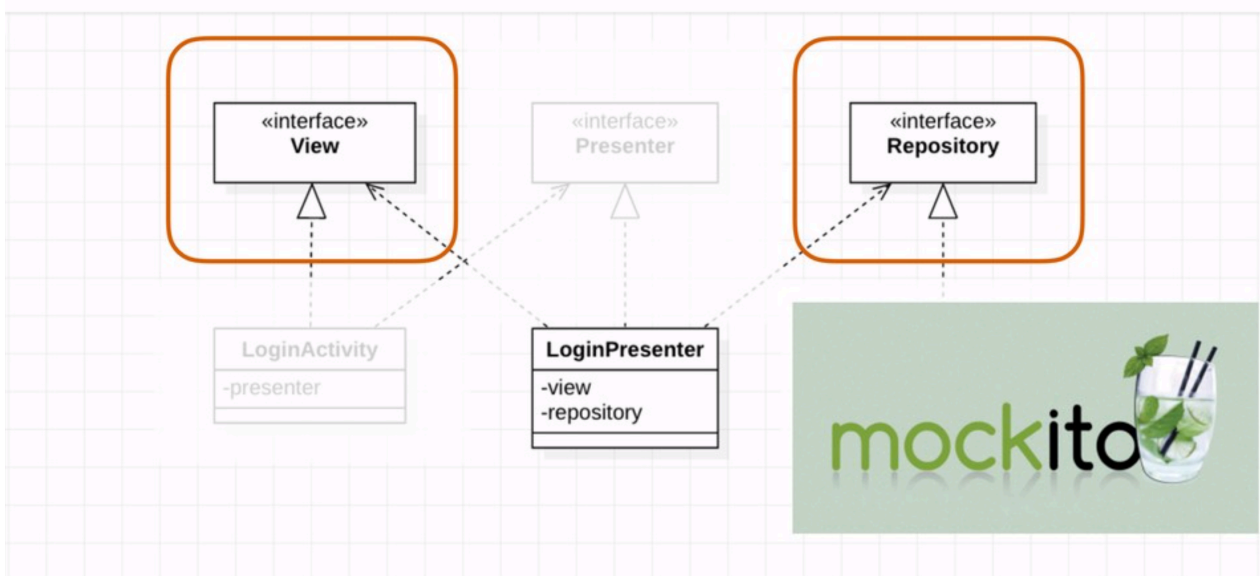 «interface»
View
«interface»
Presenter
«interface»
Repository
LoginActivity
-presenter
LoginPresenter
-view
-repository
mockito